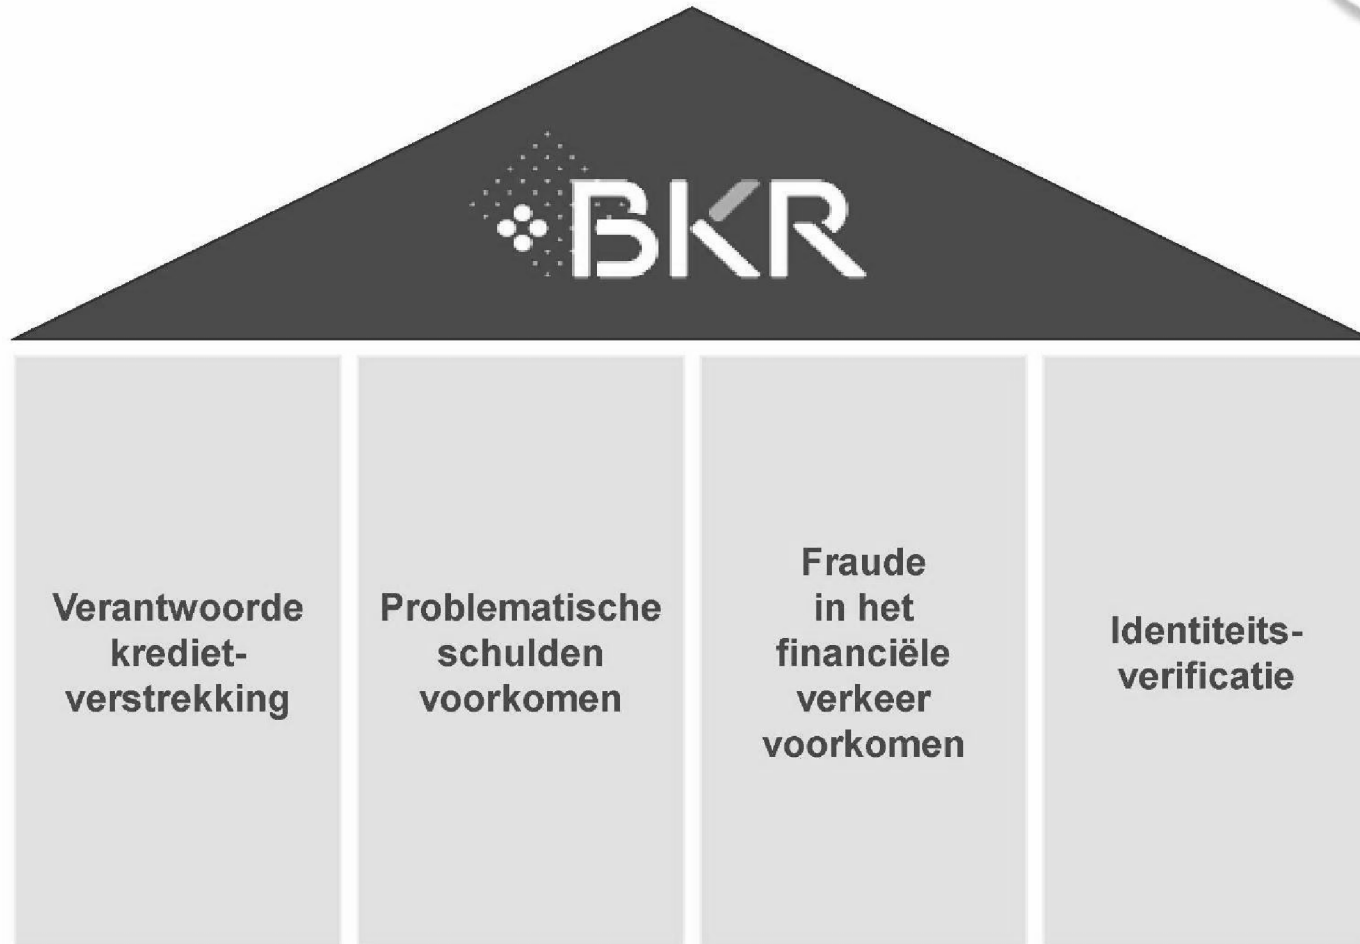 BKR
Verantwoorde
krediet-
verstrekking
Problematische
schulden
voorkomen
Fraude
in het
financiële
verkeer
voorkomen
Identiteits-
verificatie